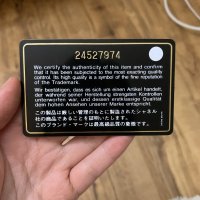 24527974
We certify the authenticity of this item and confirm
that it has been subjected to the most exacting quality
control. Its high quality is a symbol of the fine reputation
of the Trademark.
Wir bestätigen, dass es sich um einen Artikel handelt,
der während seiner Herstellung strengsten Kontrollen
unterworfen war, und dessen erstklassige Qualität
dem hohen Ansehen unserer Marke entspricht.
この製品は厳しい管理のもとに製造されたシャネル
社のものであることを証明いたします。
このブランド・マークは最高級品質の象徴です。